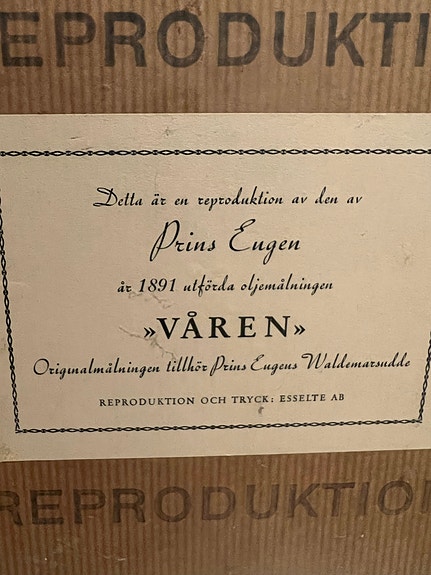 REPRODUKTI
Detta är en reproduktion av den av
Prins Eugen
år 1891 utförda oljemålningen
»VÅREN»
Originalmålningen tillhör Prins Eugens Waldemarsudde
REPRODUKTION OCH TRYCK: ESSELTE AB
REPRODUKTION